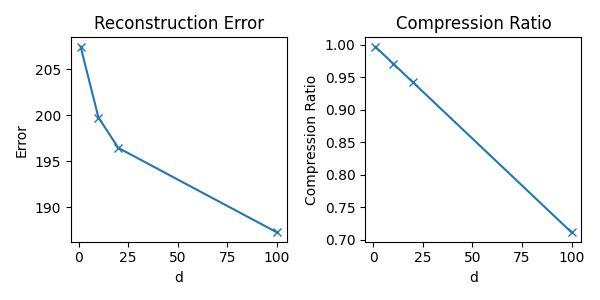 Reconstruction Error
Error
205
200
195
190
0 25 50 75 100
d
Compression Ratio
Compression Ratio
1.00
0.95
0.90
0.85
0.80
0.75
0.70
0 25 50 75 100
d